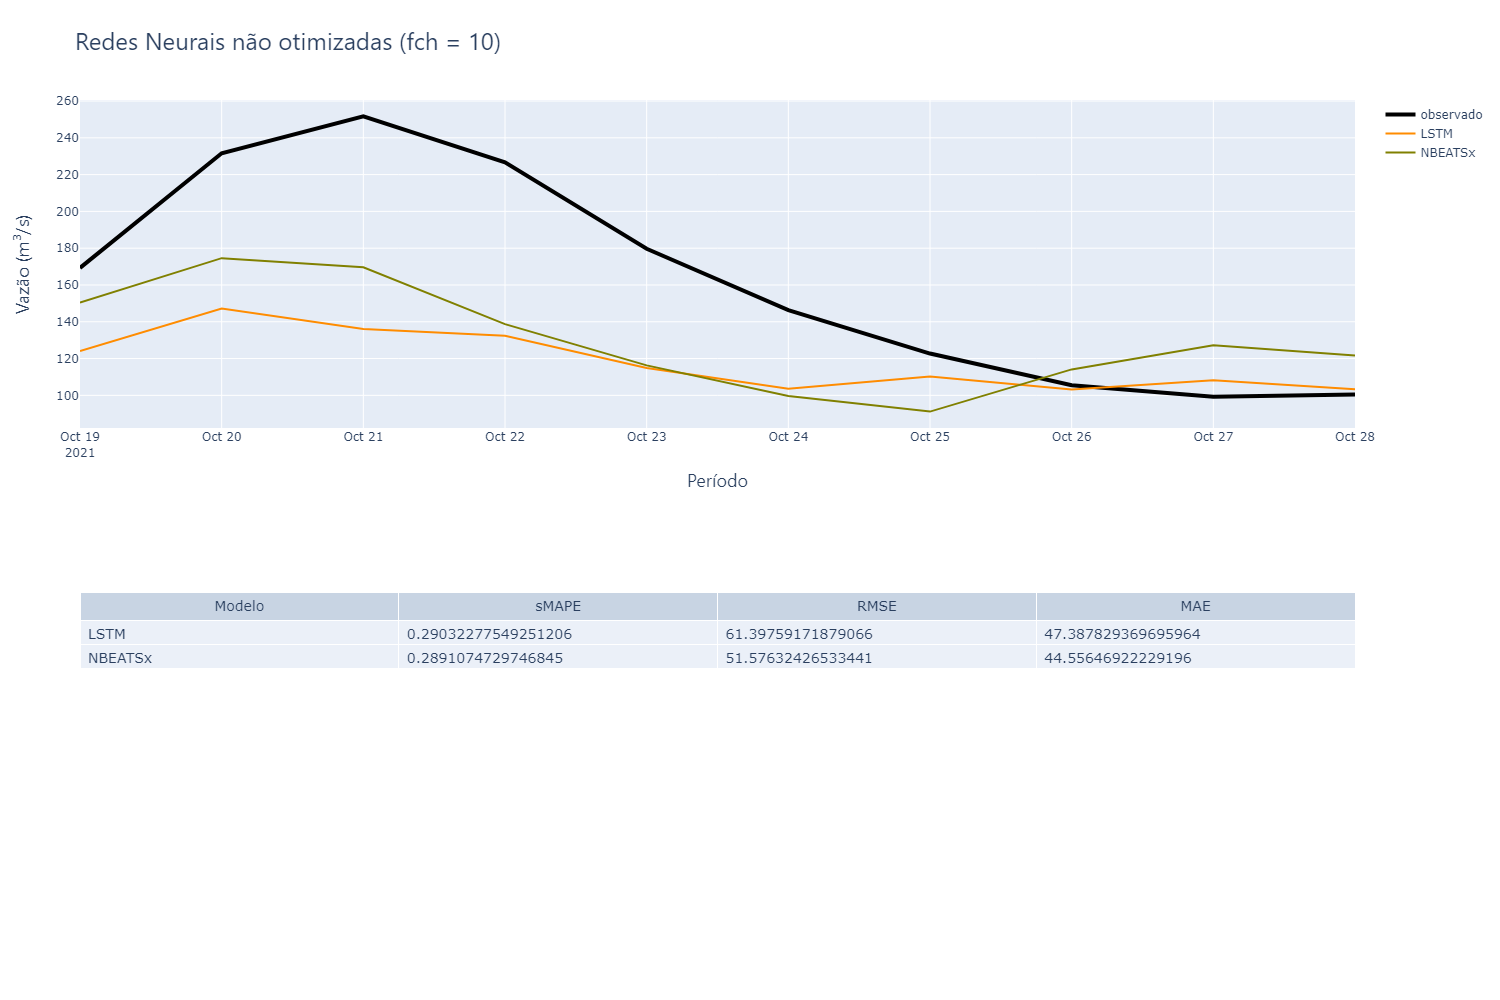 Redes Neurais não otimizadas (fch = 10)
observado
LSTM
NBEATSx
Vazão (m³/s)
260
240
220
200
180
160
140
120
100
Oct 19 Oct 20 Oct 21 Oct 22 Oct 23 Oct 24 Oct 25 Oct 26 Oct 27 Oct 28
2021
Período
Modelo sMAPE RMSE MAE
LSTM 0.29032277549251206 61.39759171879066 47.387829369695964
NBEATSx 0.2891074729746845 51.57632426533441 44.55646922229196